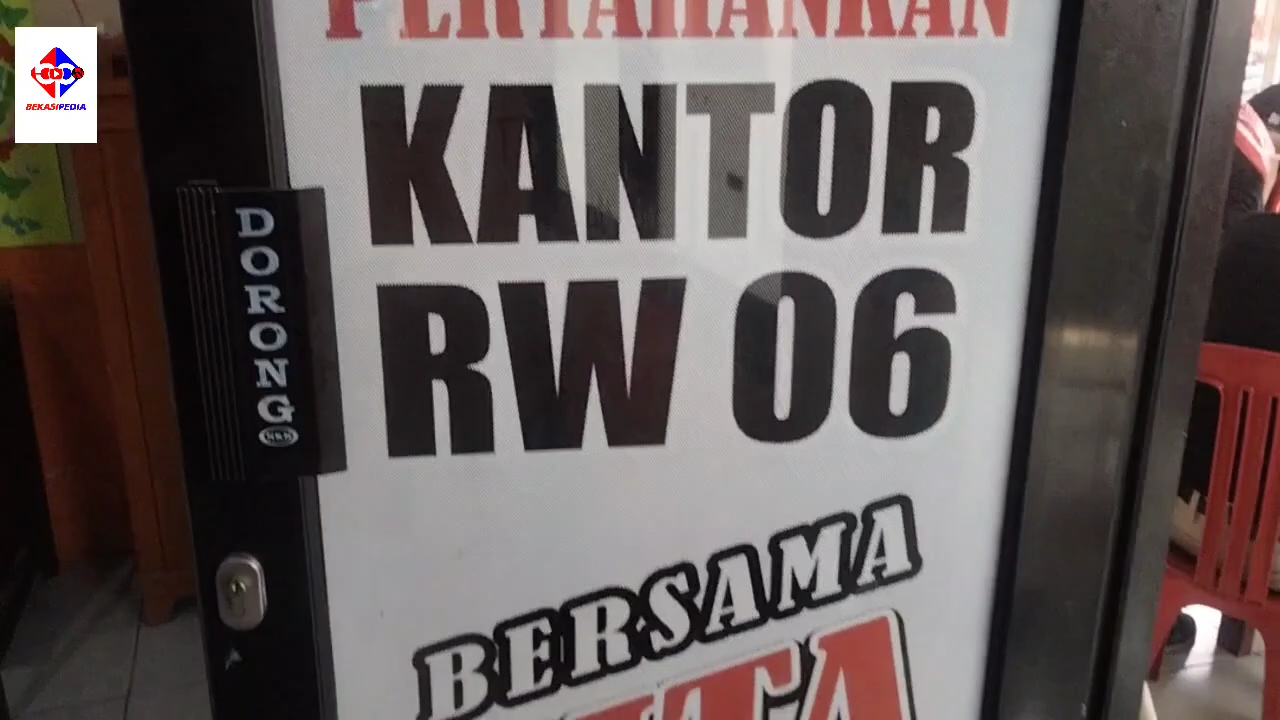 PERTAHANKAN
KANTOR
RW 06
BERSAMA
DORONG
BEKASIPEDIA